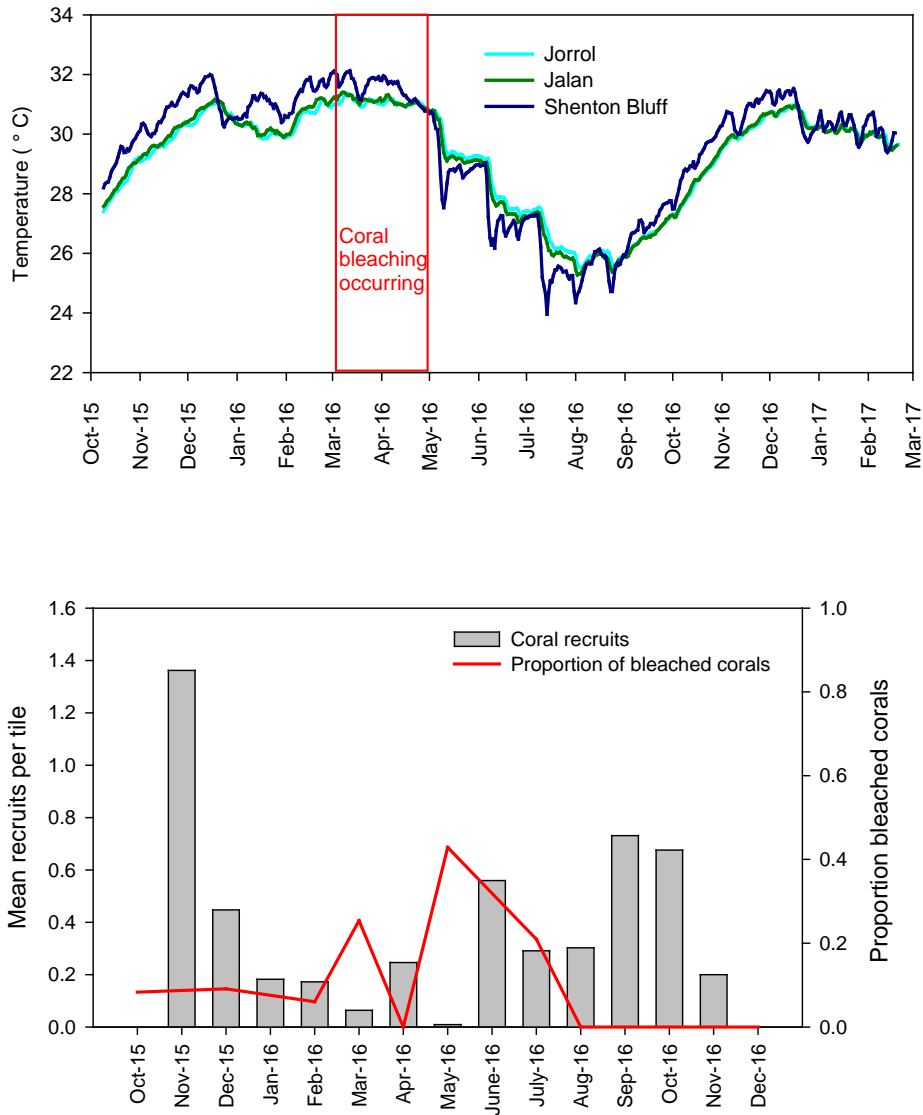 34
32
30
28
26
24
22
Temperature ( ° C)
Jorrol
Jalan
Shenton Bluff
Coral
bleaching
occurring
Oct-15
Nov-15
Dec-15
Jan-16
Feb-16
Mar-16
Apr-16
May-16
Jun-16
Jul-16
Aug-16
Sep-16
Oct-16
Nov-16
Dec-16
Jan-17
Feb-17
Mar-17
1.6
1.4
1.2
1.0
0.8
0.6
0.4
0.2
0.0
Mean recruits per tile
Coral recruits
Proportion of bleached corals
1.0
0.8
0.6
0.4
0.2
0.0
Proportion bleached corals
Oct-15
Nov-15
Dec-15
Jan-16
Feb-16
Mar-16
Apr-16
May-16
June-16
July-16
Aug-16
Sep-16
Oct-16
Nov-16
Dec-16